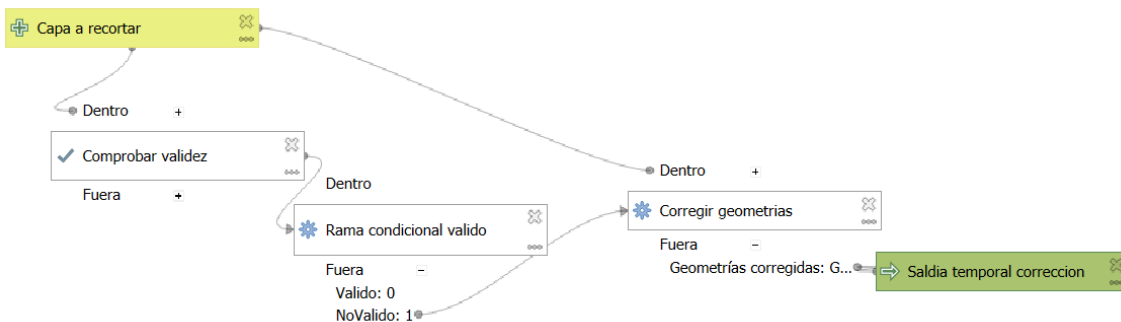 Capa a recortar
Dentro
Comprobar validez
Fuera
Dentro
Rama condicional valido
Fuera
Valido: 0
NoValido: 1
Dentro
Corregir geometrias
Fuera
Geometrías corregidas: G...
Saldia temporal correccion